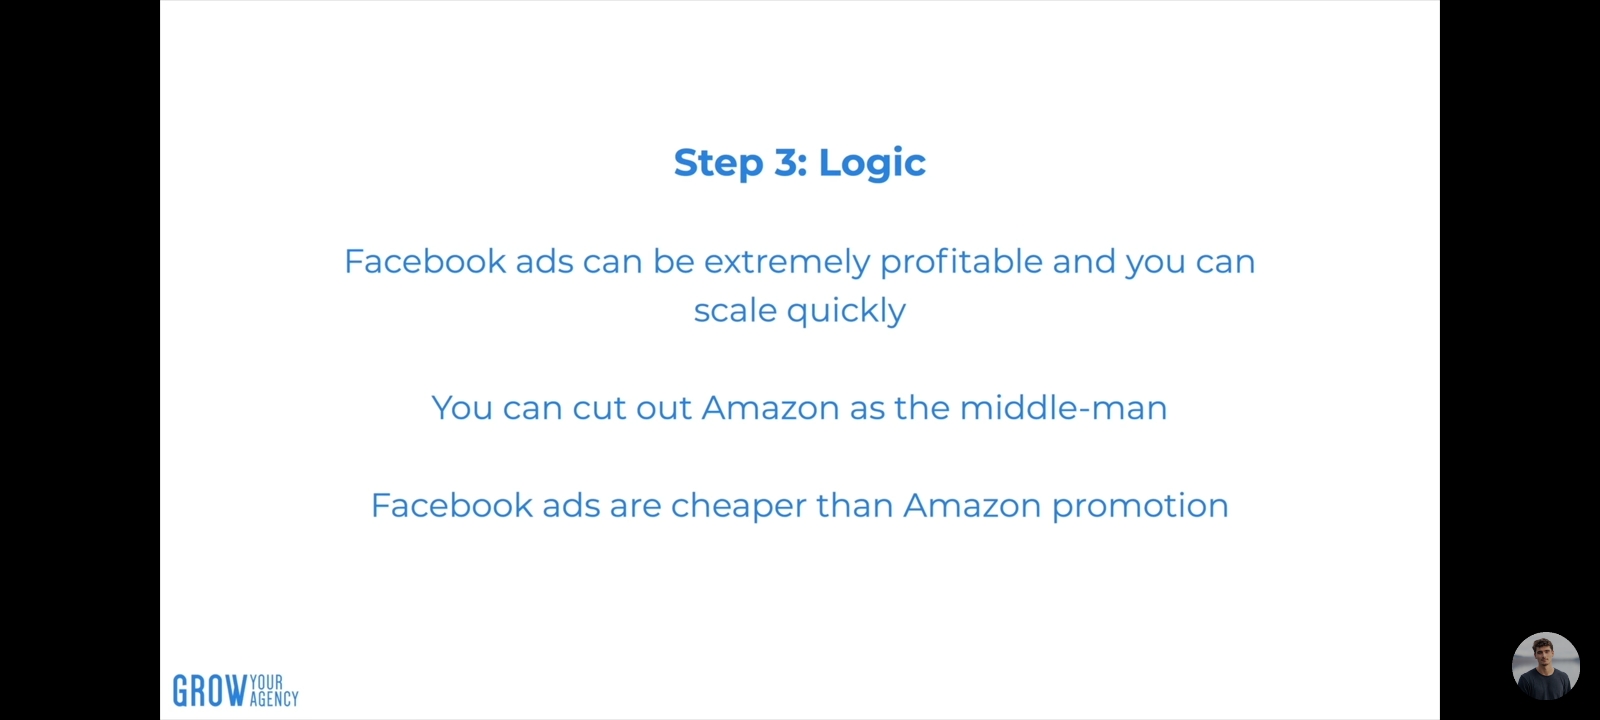 Step 3: Logic
Facebook ads can be extremely profitable and you can
scale quickly
You can cut out Amazon as the middle-man
Facebook ads are cheaper than Amazon promotion
GROW YOUR
AGENCY